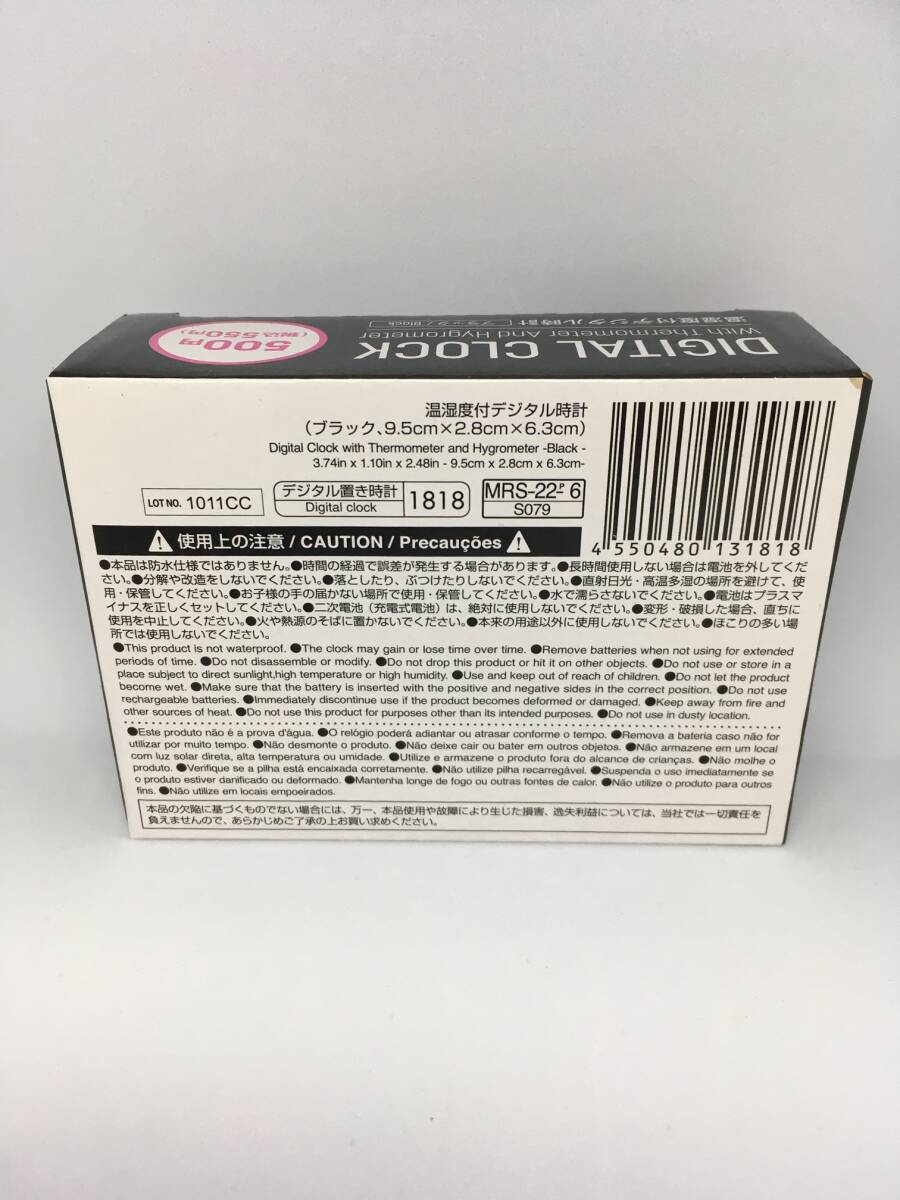 DIGITAL CLOCK
With Thermometer And Hygrometer
温湿度付デジタル時計 ブラック/Black
500円
(税込550円)
温湿度付デジタル時計
(ブラック、9.5cm×2.8cm×6.3cm)
Digital Clock with Thermometer and Hygrometer -Black -
3.74in x 1.10in x 2.48in - 9.5cm x 2.8cm x 6.3cm-
LOT NO. 1011CC
デジタル置き時計
Digital clock
1818
MRS-22-P 6
S079
4 550480 131818
使用上の注意 / CAUTION / Precauções
●本品は防水仕様ではありません。●時間の経過で誤差が発生する場合があります。●長時間使用しない場合は電池を外してくだ
さい。●分解や改造をしないでください。●落としたり、ぶつけたりしないでください。●直射日光・高温多湿の場所を避けて、使
用・保管してください。●お子様の手の届かない場所で使用・保管してください。●水で濡らさないでください。●電池はプラスマ
イナスを正しくセットしてください。●二次電池(充電式電池)は、絶対に使用しないでください。●変形・破損した場合、直ちに
使用を中止してください。●火や熱源のそばに置かないでください。●本来の用途以外に使用しないでください。●ほこりの多い場
所では使用しないでください。
●This product is not waterproof. ●The clock may gain or lose time over time. ●Remove batteries when not using for extended
periods of time. ●Do not disassemble or modify. ●Do not drop this product or hit it on other objects. ●Do not use or store in a
place subject to direct sunlight,high temperature or high humidity. ●Use and keep out of reach of children. ●Do not let the product
become wet. ●Make sure that the battery is inserted with the positive and negative sides in the correct position. ●Do not use
rechargeable batteries. ●Immediately discontinue use if the product becomes deformed or damaged. ●Keep away from fire and
other sources of heat. ●Do not use this product for purposes other than its intended purposes. ●Do not use in dusty location.
●Este produto não é a prova d'água. ●O relógio poderá adiantar ou atrasar conforme o tempo. ●Remova a bateria caso não for
utilizar por muito tempo. ●Não desmonte o produto. ●Não deixe cair ou bater em outros objetos. ●Não armazene em um local
com luz solar direta, alta temperatura ou umidade. ●Utilize e armazene o produto fora do alcance de crianças. ●Não molhe o
produto. ●Verifique se a pilha está encaixada corretamente. ●Não utilize pilha recarregável. ●Suspenda o uso imediatamente se
o produto estiver danificado ou deformado. ●Mantenha longe de fogo ou outras fontes de calor. ●Não utilize o produto para outros
fins. ●Não utilize em locais empoeirados.
本品の欠陥に基づくものでない場合には、万一、本品使用や故障により生じた損害、逸失利益については、当社では一切責任を
負えませんので、あらかじめご了承の上お買い求めください。